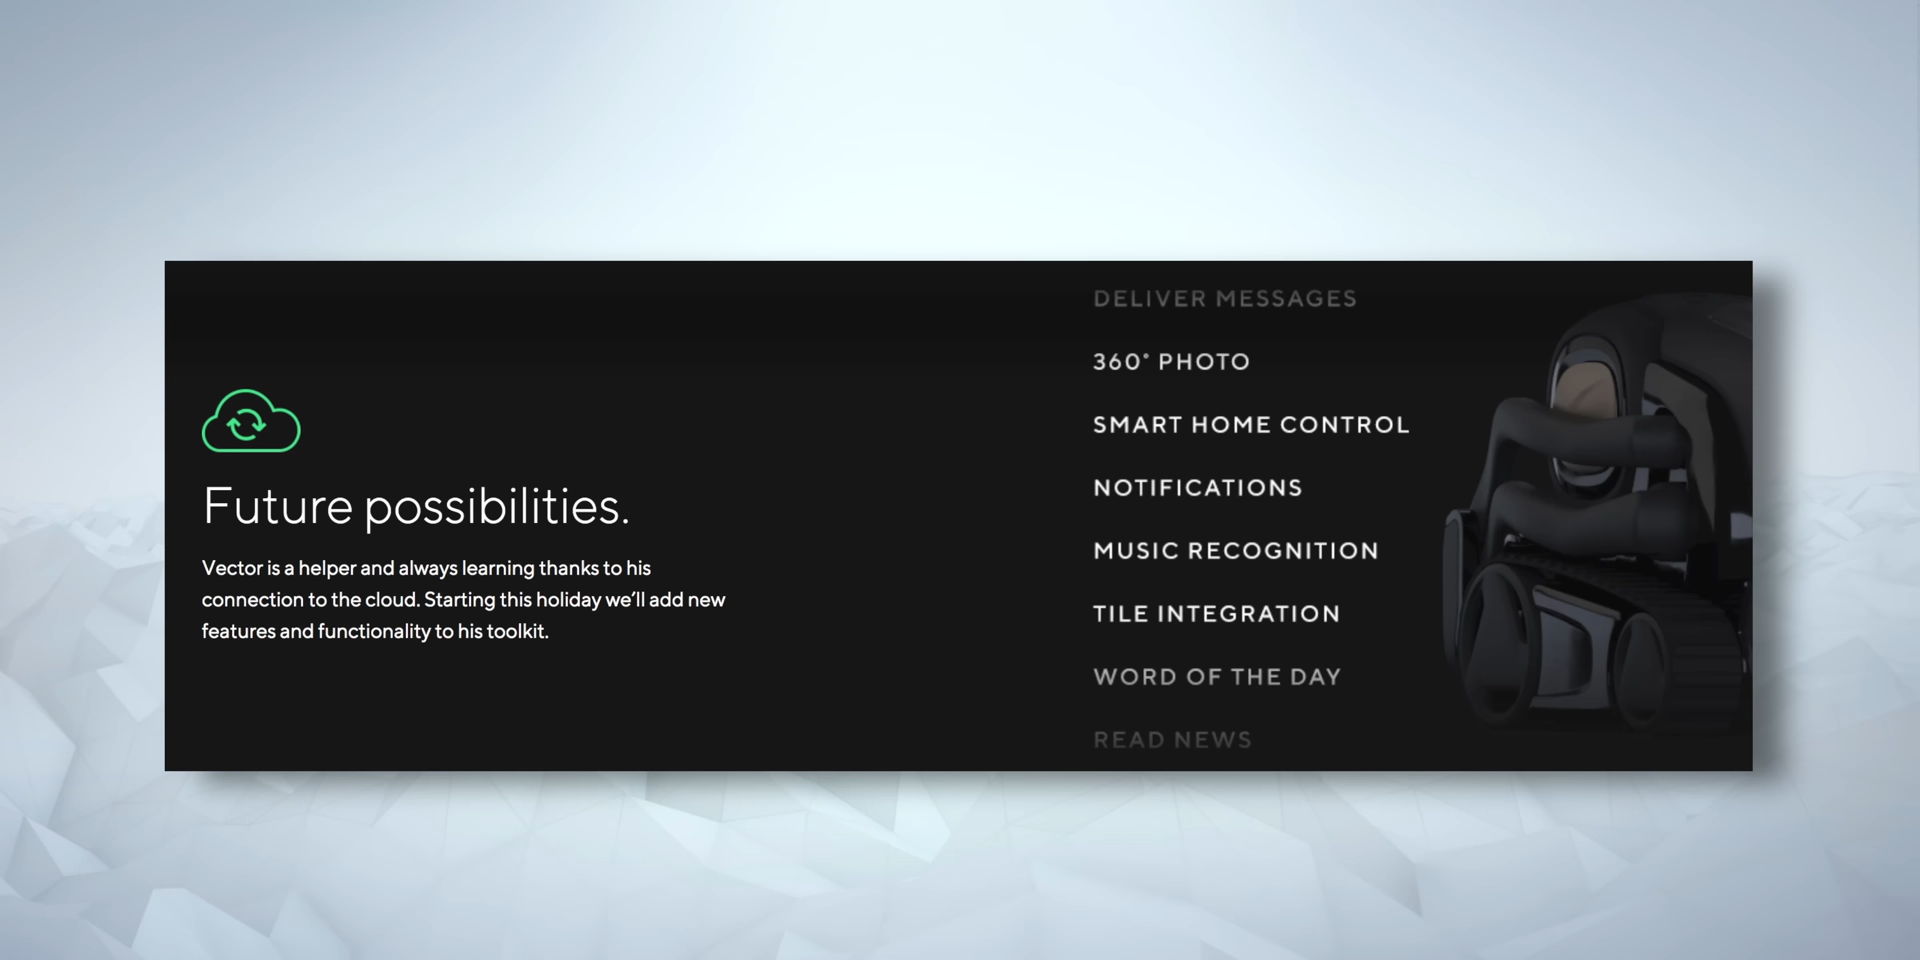 Future possibilities.
Vector is a helper and always learning thanks to his
connection to the cloud. Starting this holiday we’ll add new
features and functionality to his toolkit.
DELIVER MESSAGES
360° PHOTO
SMART HOME CONTROL
NOTIFICATIONS
MUSIC RECOGNITION
TILE INTEGRATION
WORD OF THE DAY
READ NEWS